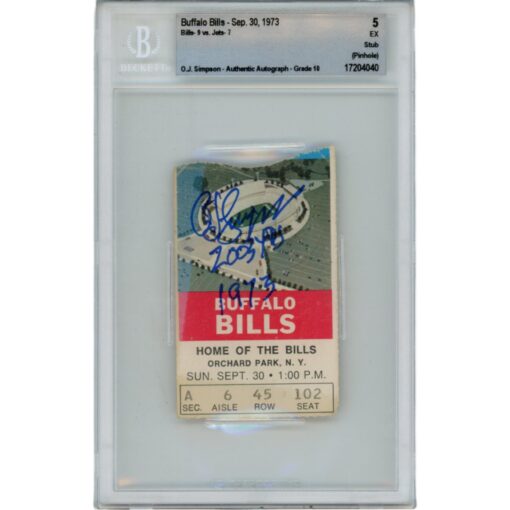 Buffalo Bills - Sep. 30, 1973
Bills- 9 vs. Jets- 7
O.J. Simpson - Authentic Autograph - Grade 10
5
EX
Stub
(Pinhole)
17204040
B
BECKETT
2003 YDS
1973
BUFFALO
BILLS
HOME OF THE BILLS
ORCHARD PARK, N. Y.
SUN. SEPT. 30 • 1:00 P.M.
A 6 45 102
SEC. AISLE ROW SEAT